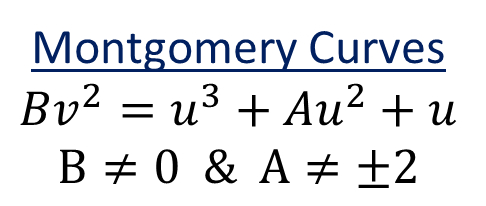 Montgomery Curves
Bv² = u³ + Au² + u
B ≠ 0 & A ≠ ±2